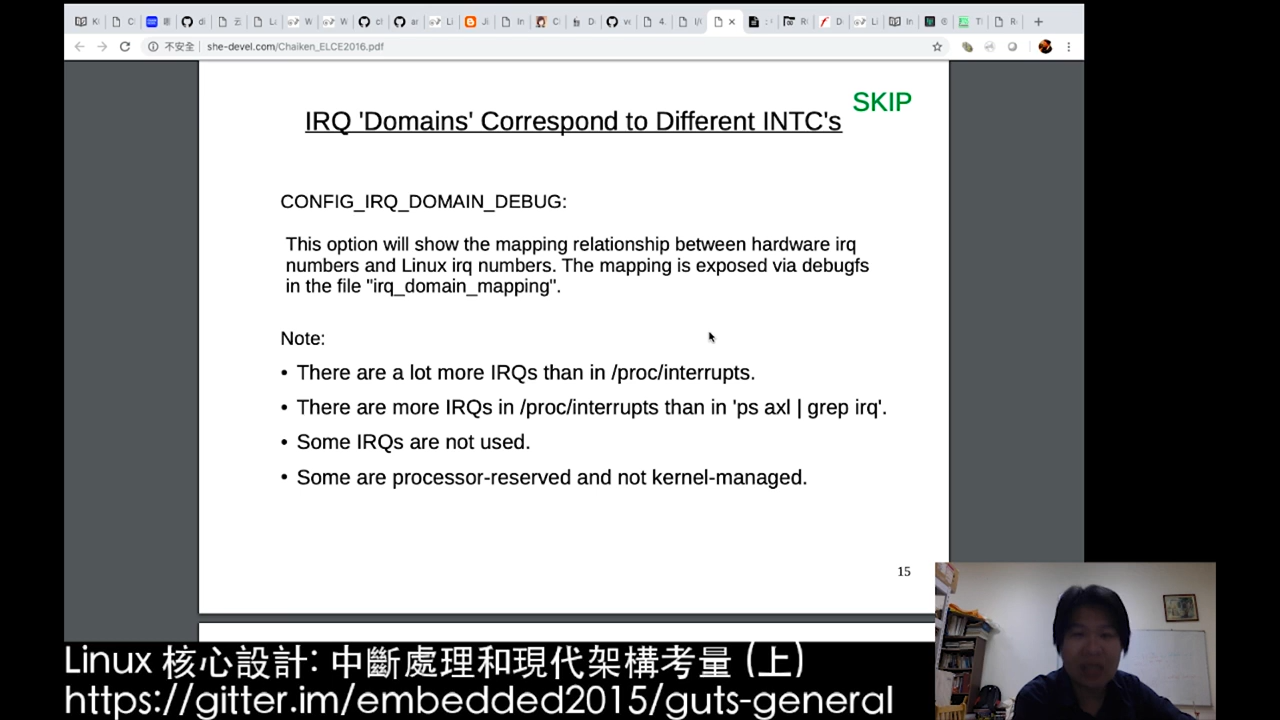 不安全 she-devel.com/Chaiken_ELCE2016.pdf
SKIP
IRQ 'Domains' Correspond to Different INTC's
CONFIG_IRQ_DOMAIN_DEBUG:
This option will show the mapping relationship between hardware irq
numbers and Linux irq numbers. The mapping is exposed via debugfs
in the file "irq_domain_mapping".
Note:
• There are a lot more IRQs than in /proc/interrupts.
• There are more IRQs in /proc/interrupts than in 'ps axl | grep irq'.
• Some IRQs are not used.
• Some are processor-reserved and not kernel-managed.
15
Linux 核心設計: 中斷處理和現代架構考量 (上)
https://gitter.im/embedded2015/guts-general